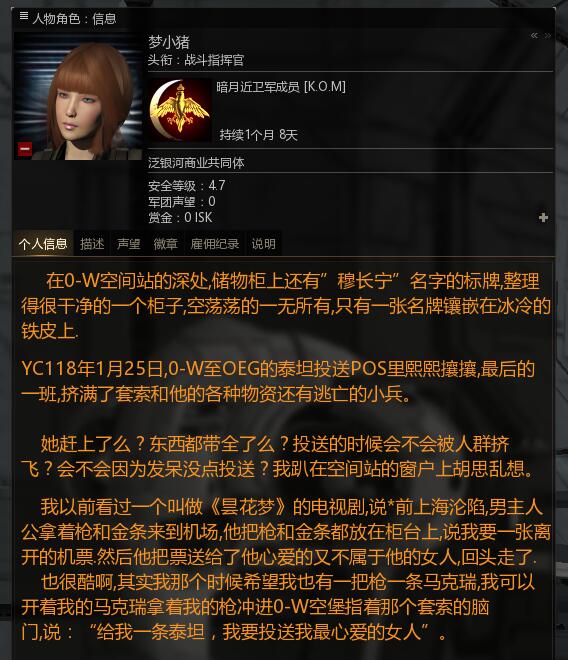 人物角色：信息
梦小猪
头衔：战斗指挥官
暗月近卫军成员 [K.O.M]
持续1个月 8天
泛银河商业共同体
安全等级：4.7
军团声望：0
赏金：0 ISK
个人信息 描述 声望 徽章 雇佣纪录 说明
在0-W空间站的深处,储物柜上还有”穆长宁”名字的标牌,整理
得很干净的一个柜子,空荡荡的一无所有,只有一张名牌镶嵌在冰冷的
铁皮上.
YC118年1月25日,0-W至OEG的泰坦投送POS里熙熙攘攘,最后的
一班,挤满了套索和他的各种物资还有逃亡的小兵。
她赶上了么？东西都带全了么？投送的时候会不会被人群挤
飞？会不会因为发呆没点投送？我趴在空间站的窗户上胡思乱想。
我以前看过一个叫做《昙花梦》的电视剧,说*前上海沦陷,男主人
公拿着枪和金条来到机场,他把枪和金条都放在柜台上,说我要一张离
开的机票.然后他把票送给了他心爱的又不属于他的女人,回头走了.
也很酷啊,其实我那个时候希望我也有一把枪一条马克瑞,我可以
开着我的马克瑞拿着我的枪冲进0-W空堡指着那个套索的脑
门,说：“给我一条泰坦，我要投送我最心爱的女人”。